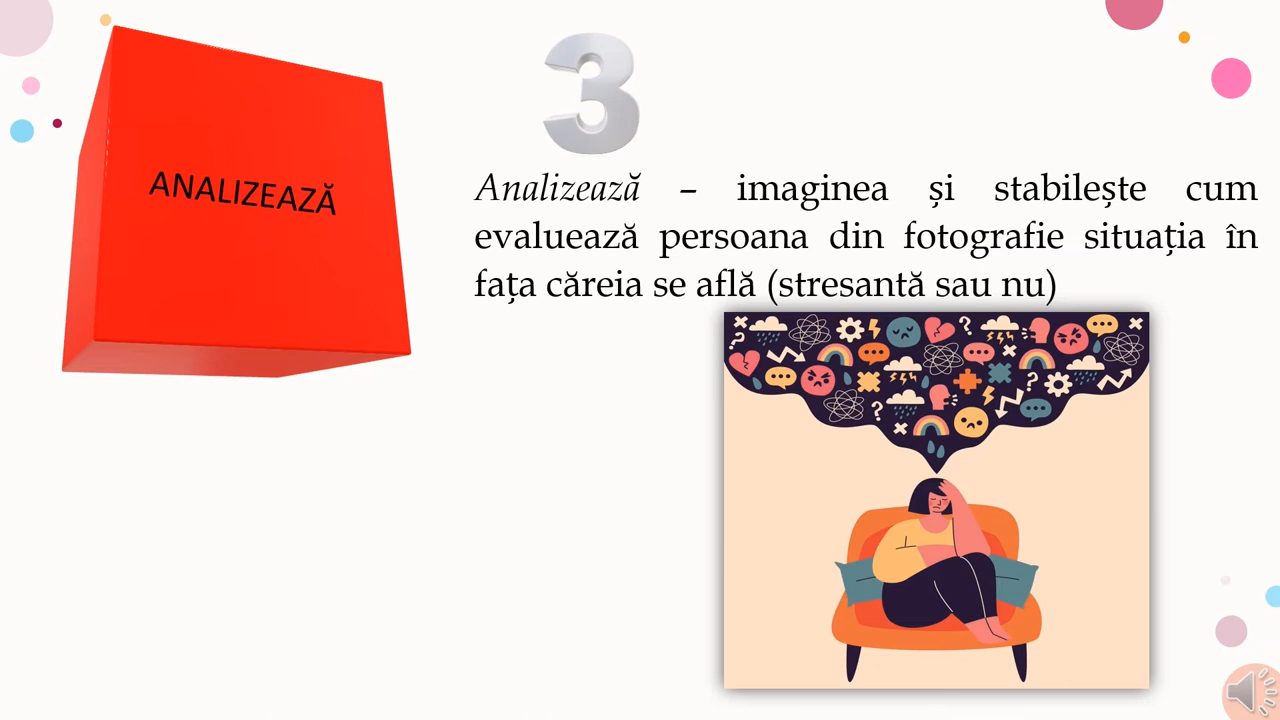 ANALIZEAZĂ
3
Analizează – imaginea și stabilește cum
evaluează persoana din fotografie situația în
fața căreia se află (stresantă sau nu)